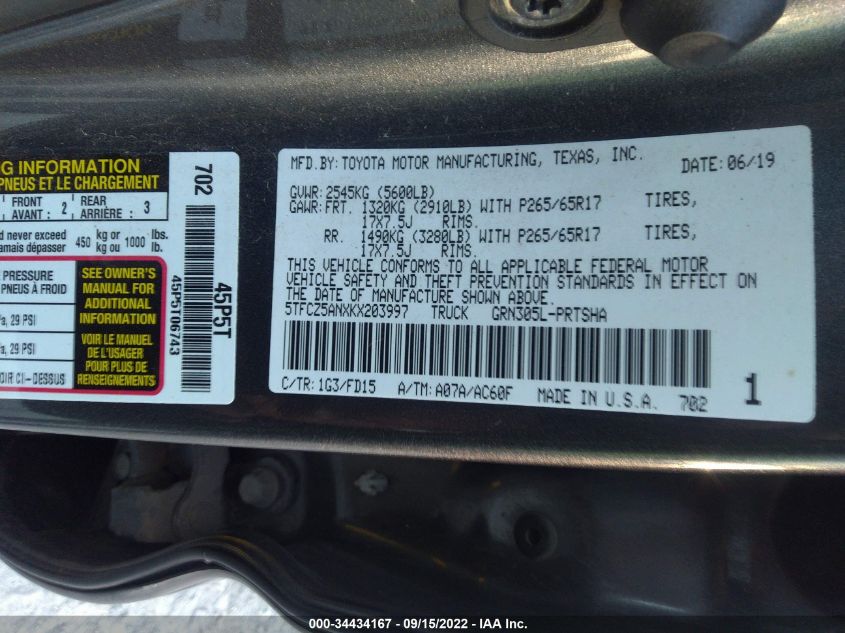 G INFORMATION
PNEUS ET LE CHARGEMENT
FRONT AVANT : 2 REAR ARRIÈRE : 3
d never exceed
amais dépasser 450 kg or ou 1000 lbs. lb.
PRESSURE
PNEUS À FROID
a, 29 PSI
a, 29 PSI
OIR CI-DESSUS
SEE OWNER'S
MANUAL FOR
ADDITIONAL
INFORMATION
VOIR LE MANUEL
DE L'USAGER
POUR PLUS DE
RENSEIGNEMENTS
702
45P5T06743
45P5T
MFD.BY: TOYOTA MOTOR MANUFACTURING, TEXAS, INC. DATE: 06/19
GVWR: 2545KG (5600LB)
GAWR: FRT. 1320KG (2910LB) WITH P265/65R17 TIRES,
17X7.5J RIMS.
RR. 1490KG (3280LB) WITH P265/65R17 TIRES,
17X7.5J RIMS.
THIS VEHICLE CONFORMS TO ALL APPLICABLE FEDERAL MOTOR
VEHICLE SAFETY AND THEFT PREVENTION STANDARDS IN EFFECT ON
THE DATE OF MANUFACTURE SHOWN ABOVE.
5TFCZ5ANXKX203997 TRUCK GRN305L-PRTSHA
C/TR: 1G3/FD15 A/TM: A07A/AC60F MADE IN U.S.A. 702 1
000-34434167 - 09/15/2022 - IAA Inc.